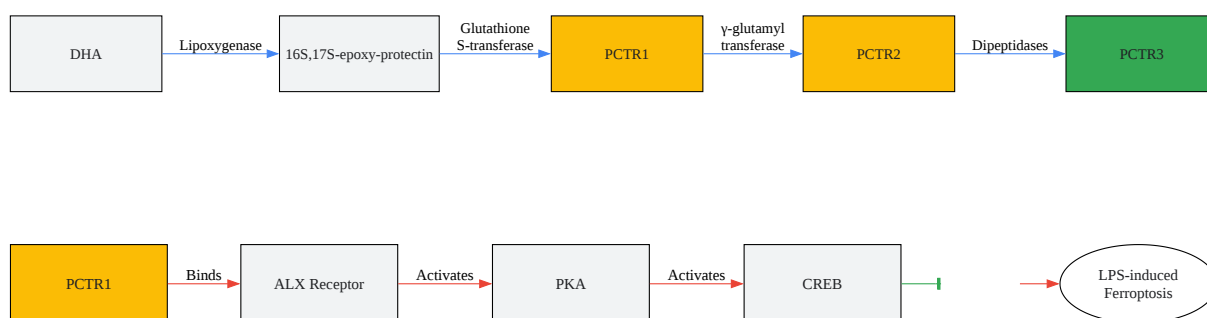 DHA
Lipoxygenase
16S,17S-epoxy-protectin
Glutathione
S-transferase
PCTR1
γ-glutamyl
transferase
PCTR2
Dipeptidases
PCTR3
PCTR1
Binds
ALX Receptor
Activates
PKA
Activates
CREB
LPS-induced
Ferroptosis